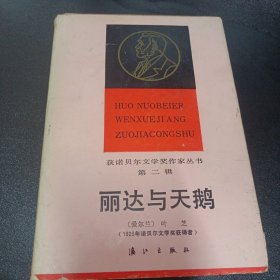 HUO NUOBEIER
WENXUEJIANG
ZUOJIACONGSHU
获诺贝尔文学奖作家丛书
第二辑
丽达与天鹅
(爱尔兰) 叶芝
(1923年诺贝尔文学奖获得者)
漓江出版社